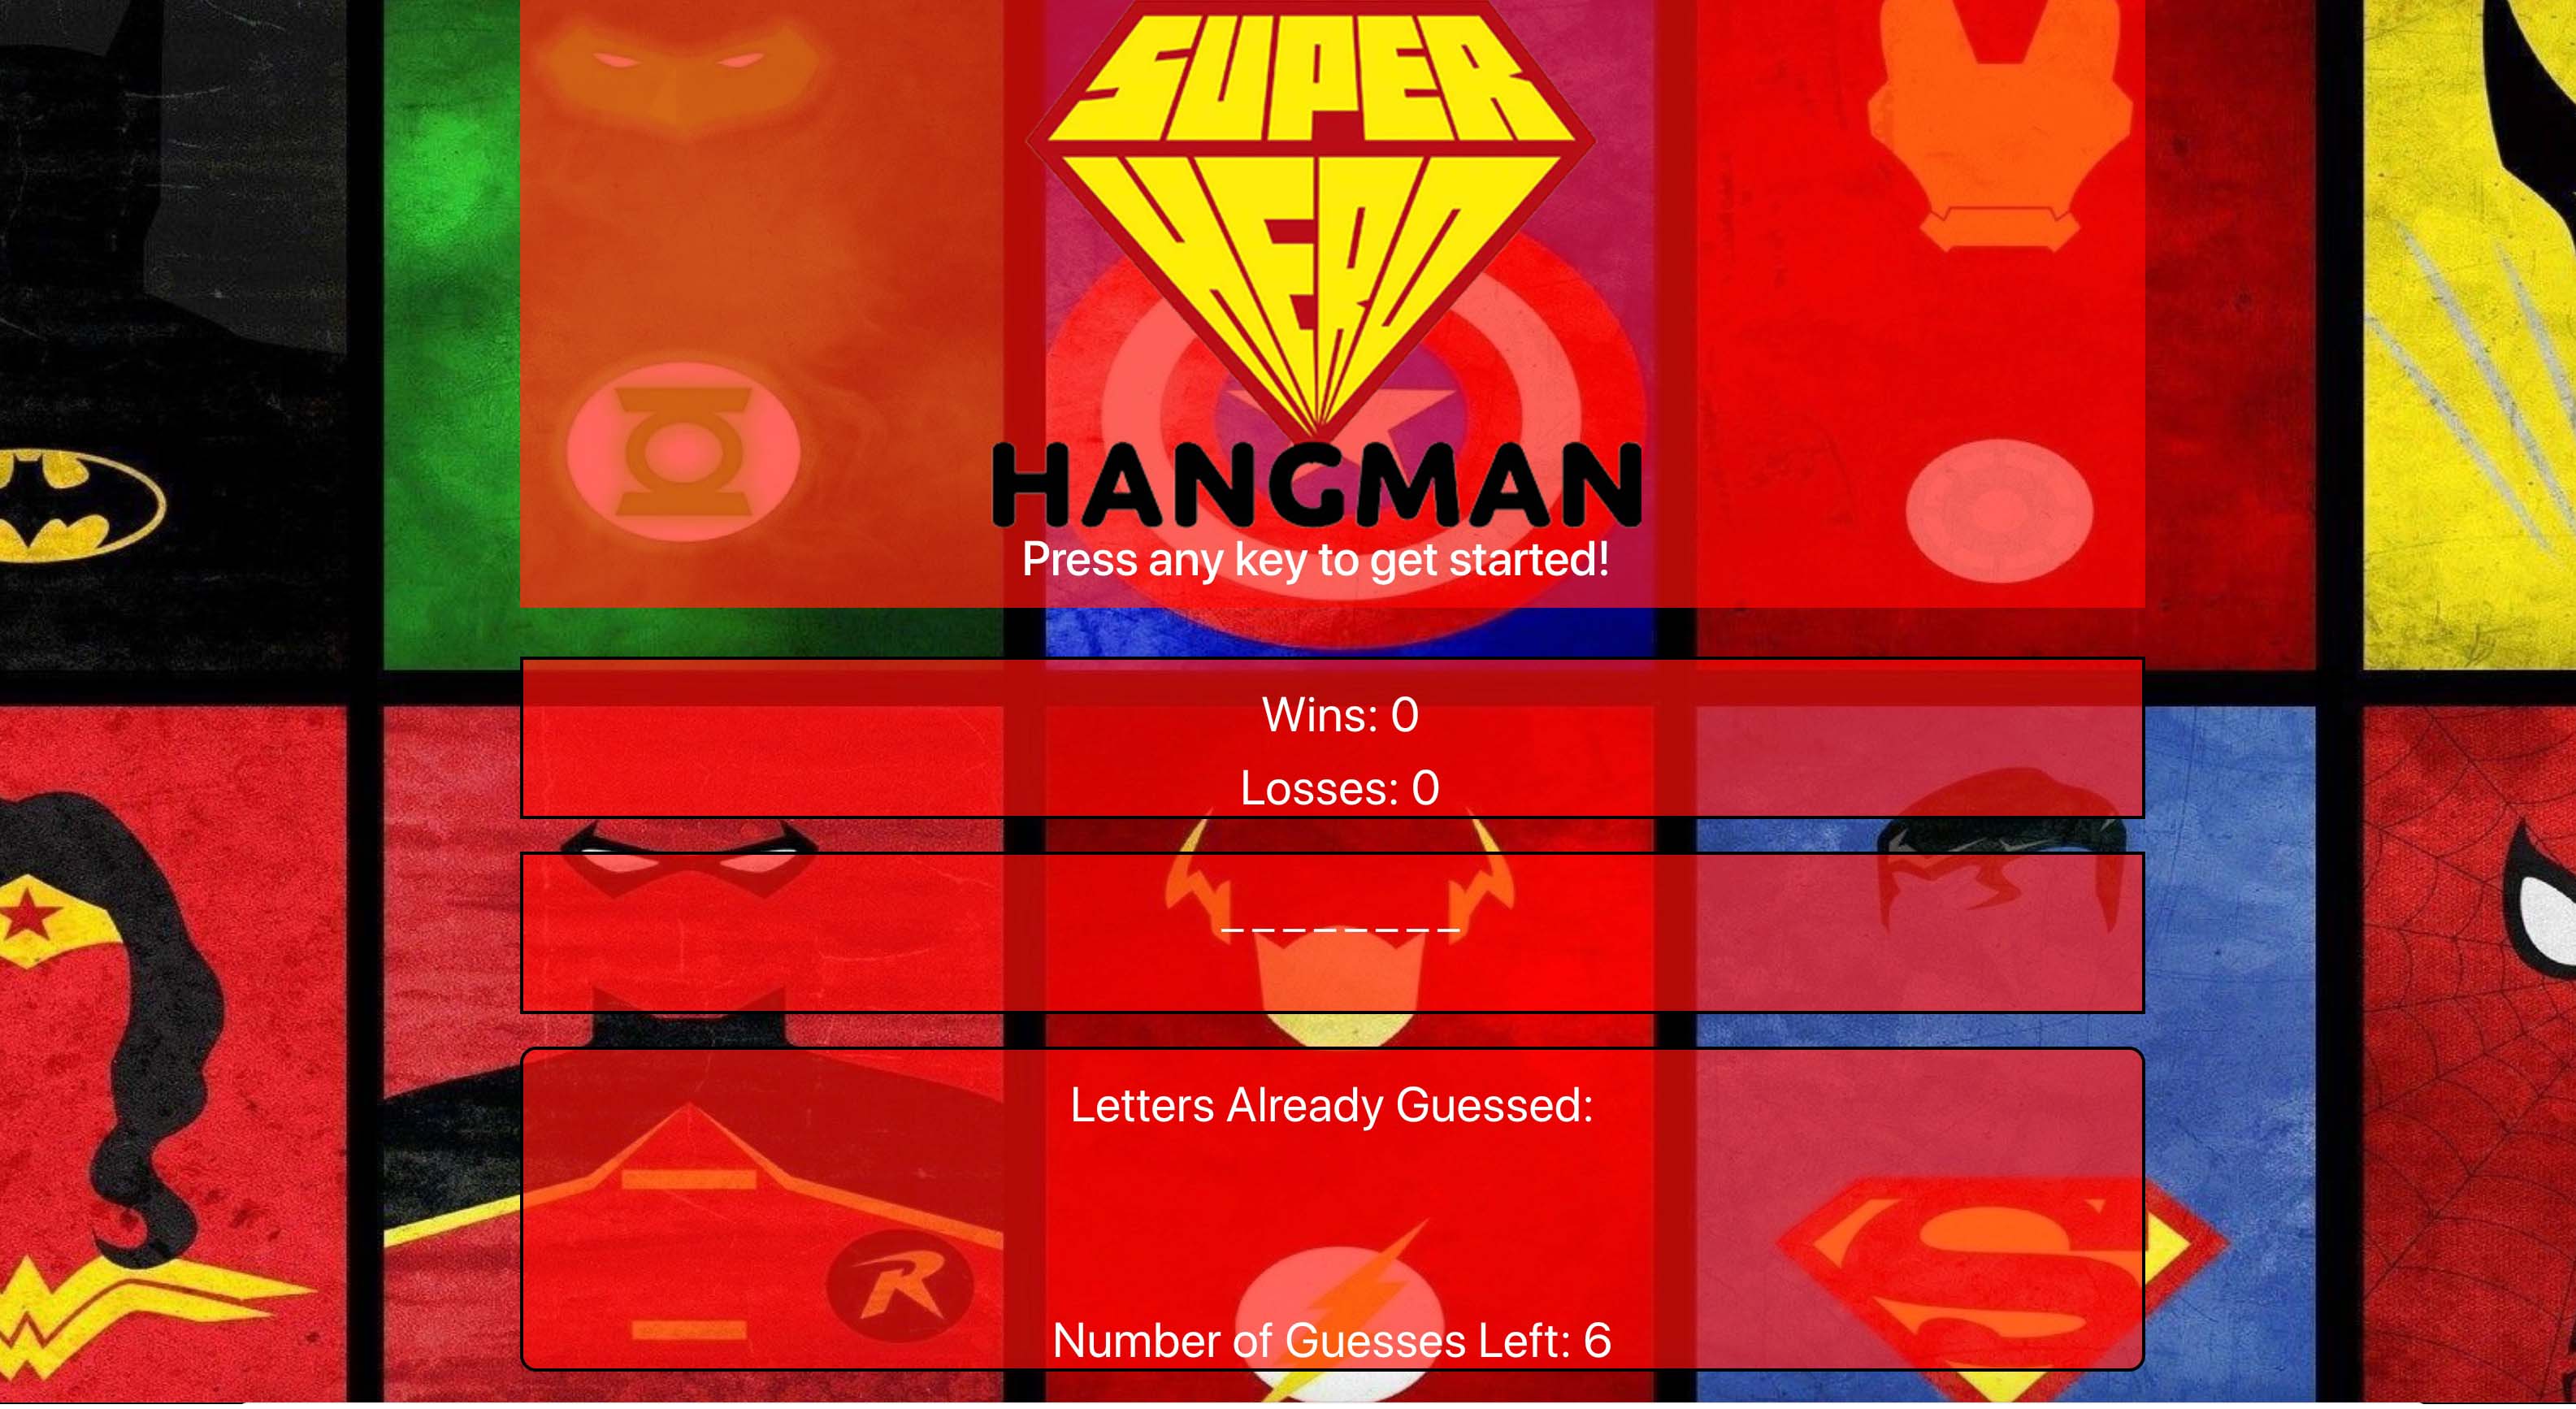 SUPER
HERO
HANGMAN
Press any key to get started!
Wins: 0
Losses: 0
_ _ _ _ _ _ _ _
Letters Already Guessed:
R
S
Number of Guesses Left: 6